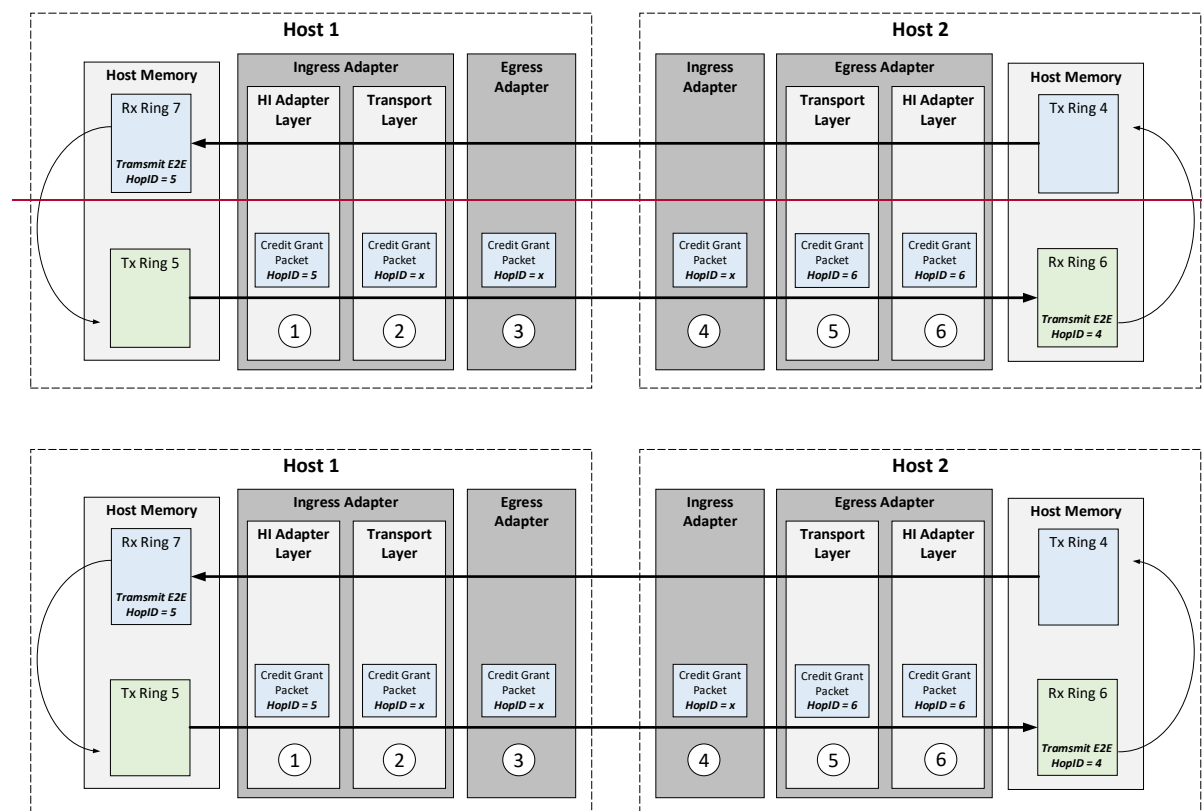 Host 1
Host 2
Host Memory
Ingress Adapter
Egress
Adapter
Ingress
Adapter
Egress Adapter
Host Memory
Rx Ring 7
HI Adapter
Layer
Transport
Layer
Transport
Layer
HI Adapter
Layer
Tx Ring 4
Tramsmit E2E
HopID = 5
Tx Ring 5
Credit Grant
Packet
HopID = 5
Credit Grant
Packet
HopID = x
Credit Grant
Packet
HopID = x
Credit Grant
Packet
HopID = x
Credit Grant
Packet
HopID = 6
Credit Grant
Packet
HopID = 6
Rx Ring 6
Tramsmit E2E
HopID = 4
1
2
3
4
5
6
Host 1
Host 2
Host Memory
Ingress Adapter
Egress
Adapter
Ingress
Adapter
Egress Adapter
Host Memory
Rx Ring 7
HI Adapter
Layer
Transport
Layer
Transport
Layer
HI Adapter
Layer
Tx Ring 4
Tramsmit E2E
HopID = 5
Tx Ring 5
Credit Grant
Packet
HopID = 5
Credit Grant
Packet
HopID = x
Credit Grant
Packet
HopID = x
Credit Grant
Packet
HopID = x
Credit Grant
Packet
HopID = 6
Credit Grant
Packet
HopID = 6
Rx Ring 6
Tramsmit E2E
HopID = 4
1
2
3
4
5
6